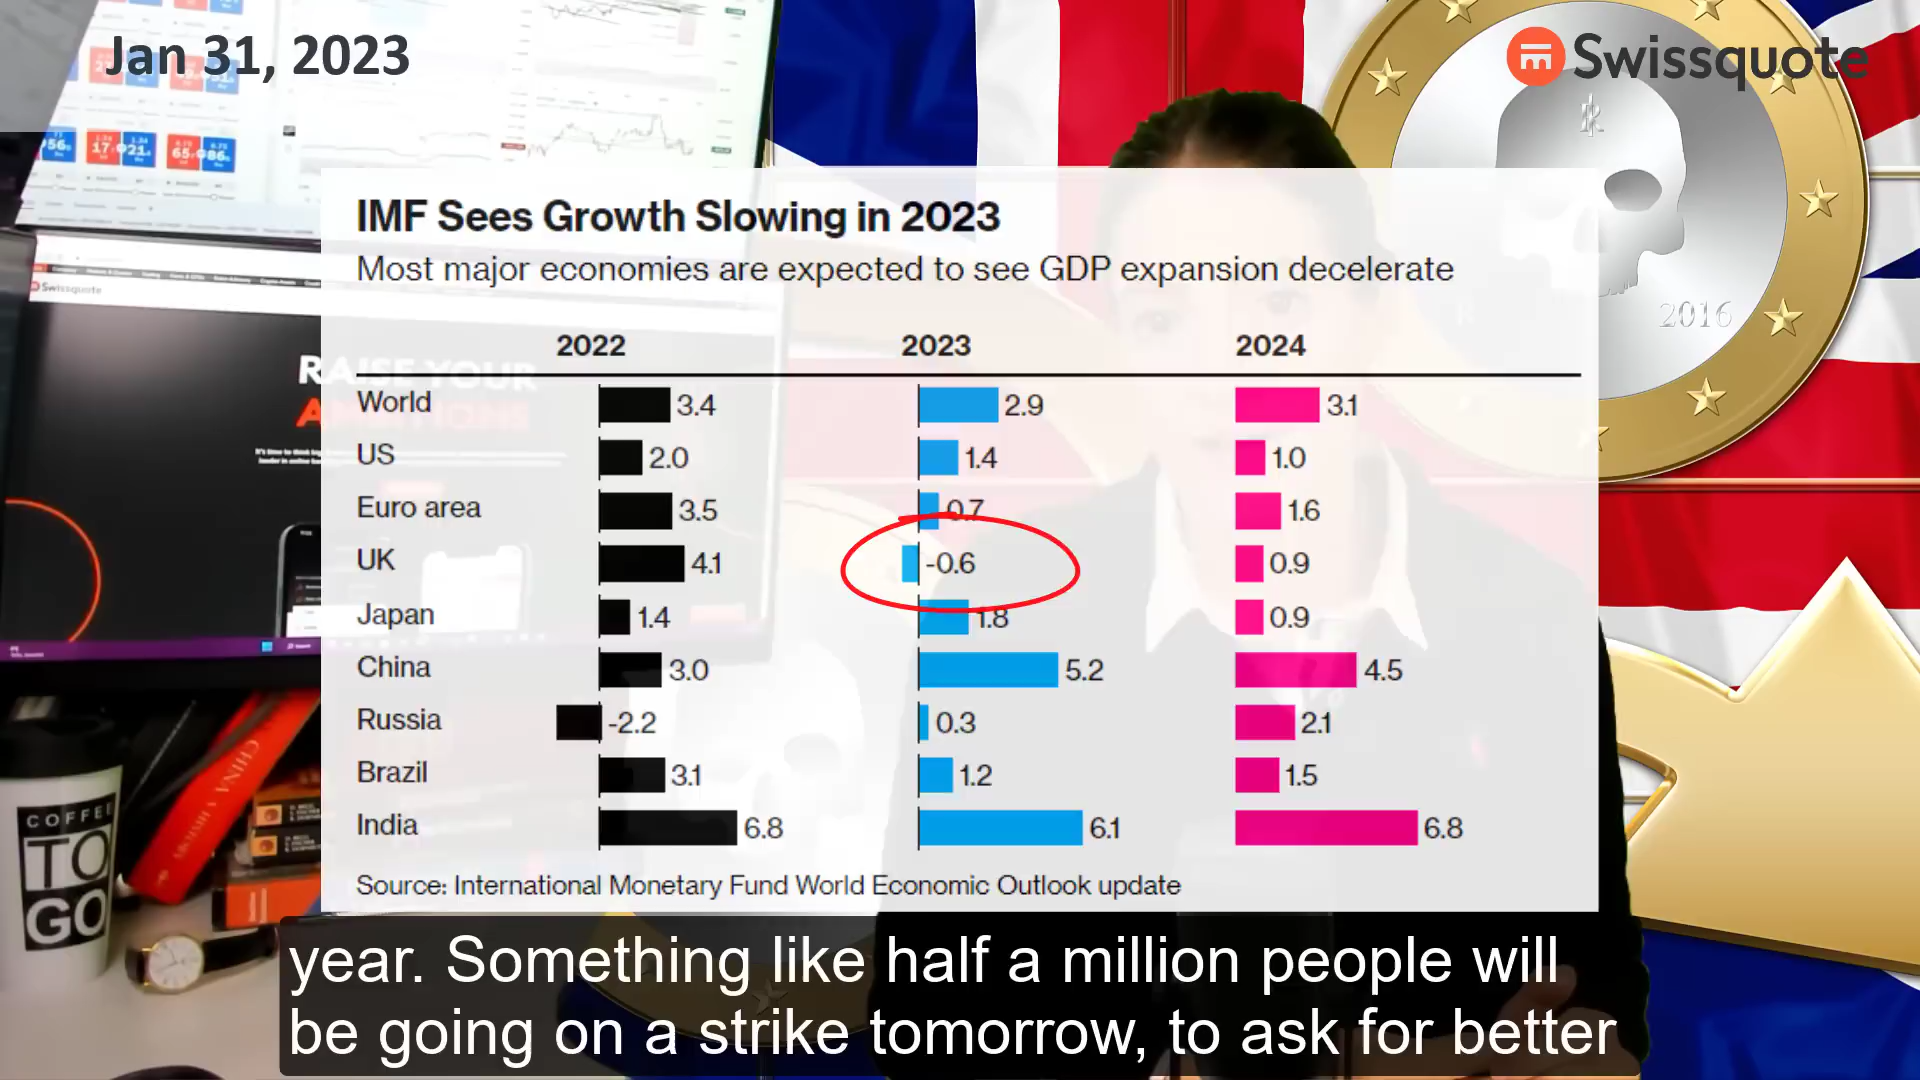 Jan 31, 2023
Swissquote
IMF Sees Growth Slowing in 2023
Most major economies are expected to see GDP expansion decelerate
2022 2023 2024
World 3.4 2.9 3.1
US 2.0 1.4 1.0
Euro area 3.5 0.7 1.6
UK 4.1 -0.6 0.9
Japan 1.4 1.8 0.9
China 3.0 5.2 4.5
Russia -2.2 0.3 2.1
Brazil 3.1 1.2 1.5
India 6.8 6.1 6.8
Source: International Monetary Fund World Economic Outlook update
year. Something like half a million people will
be going on a strike tomorrow, to ask for better
Swissquote
RAISE YOUR
AMBITIONS
2016
COFFEE
TO
GO